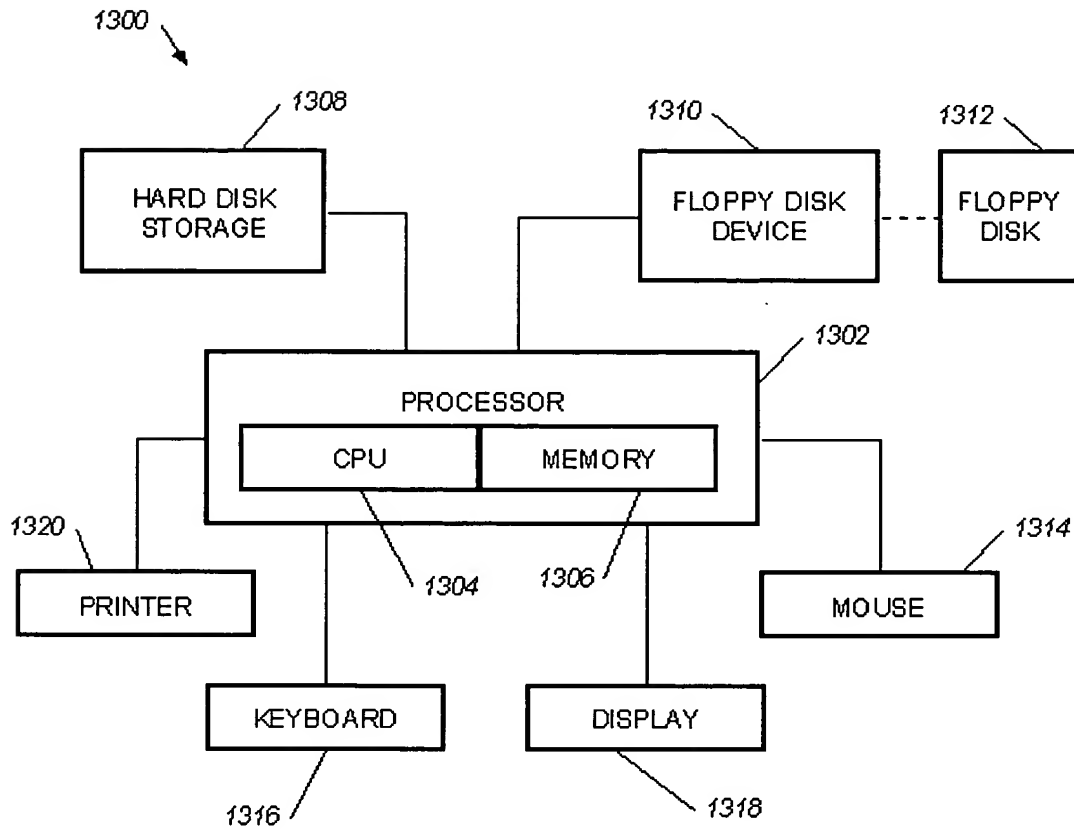 1300
1308
1310
1312
HARD DISK
STORAGE
FLOPPY DISK
DEVICE
FLOPPY
DISK
1302
PROCESSOR
CPU
MEMORY
1320
1304
1306
1314
PRINTER
MOUSE
KEYBOARD
DISPLAY
1316
1318